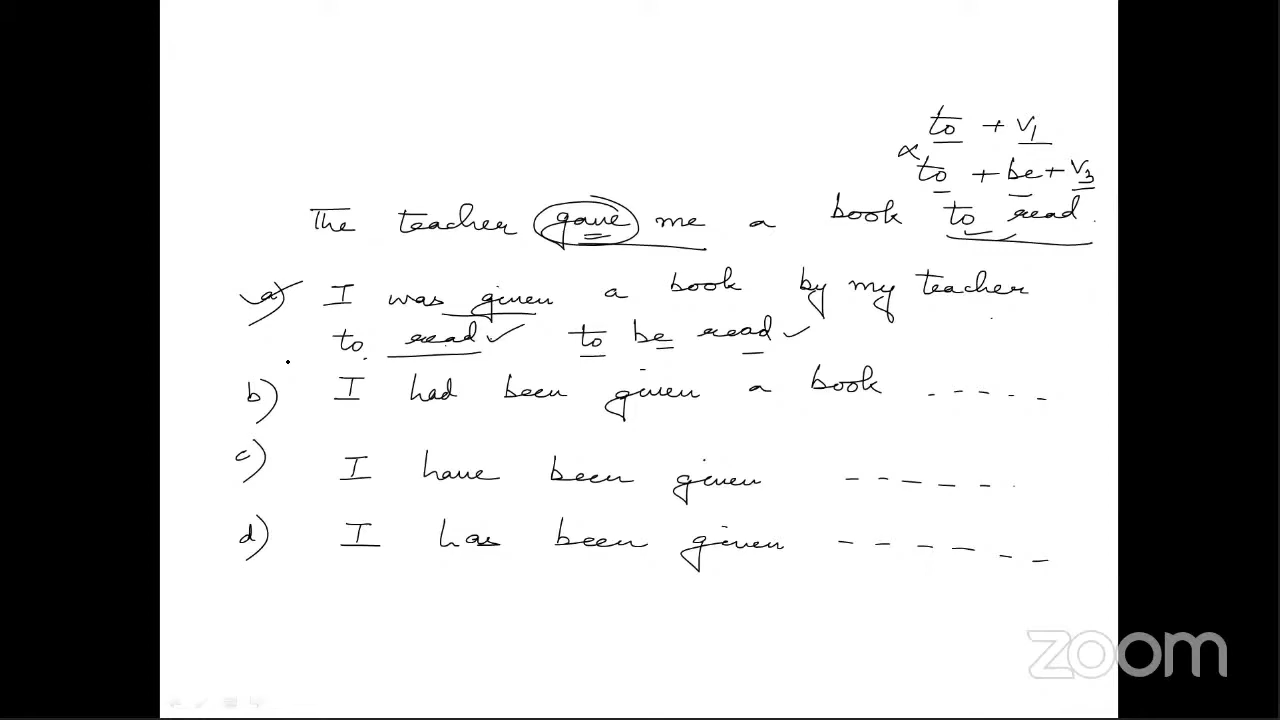 to + V1
∝ to + be + V3
The teacher gave me a book to read.
a) I was given a book by my teacher
to read ✓ to be read ✓
b) I had been given a book - - - - -
c) I have been given - - - - -
d) I has been given - - - - - -
zoom